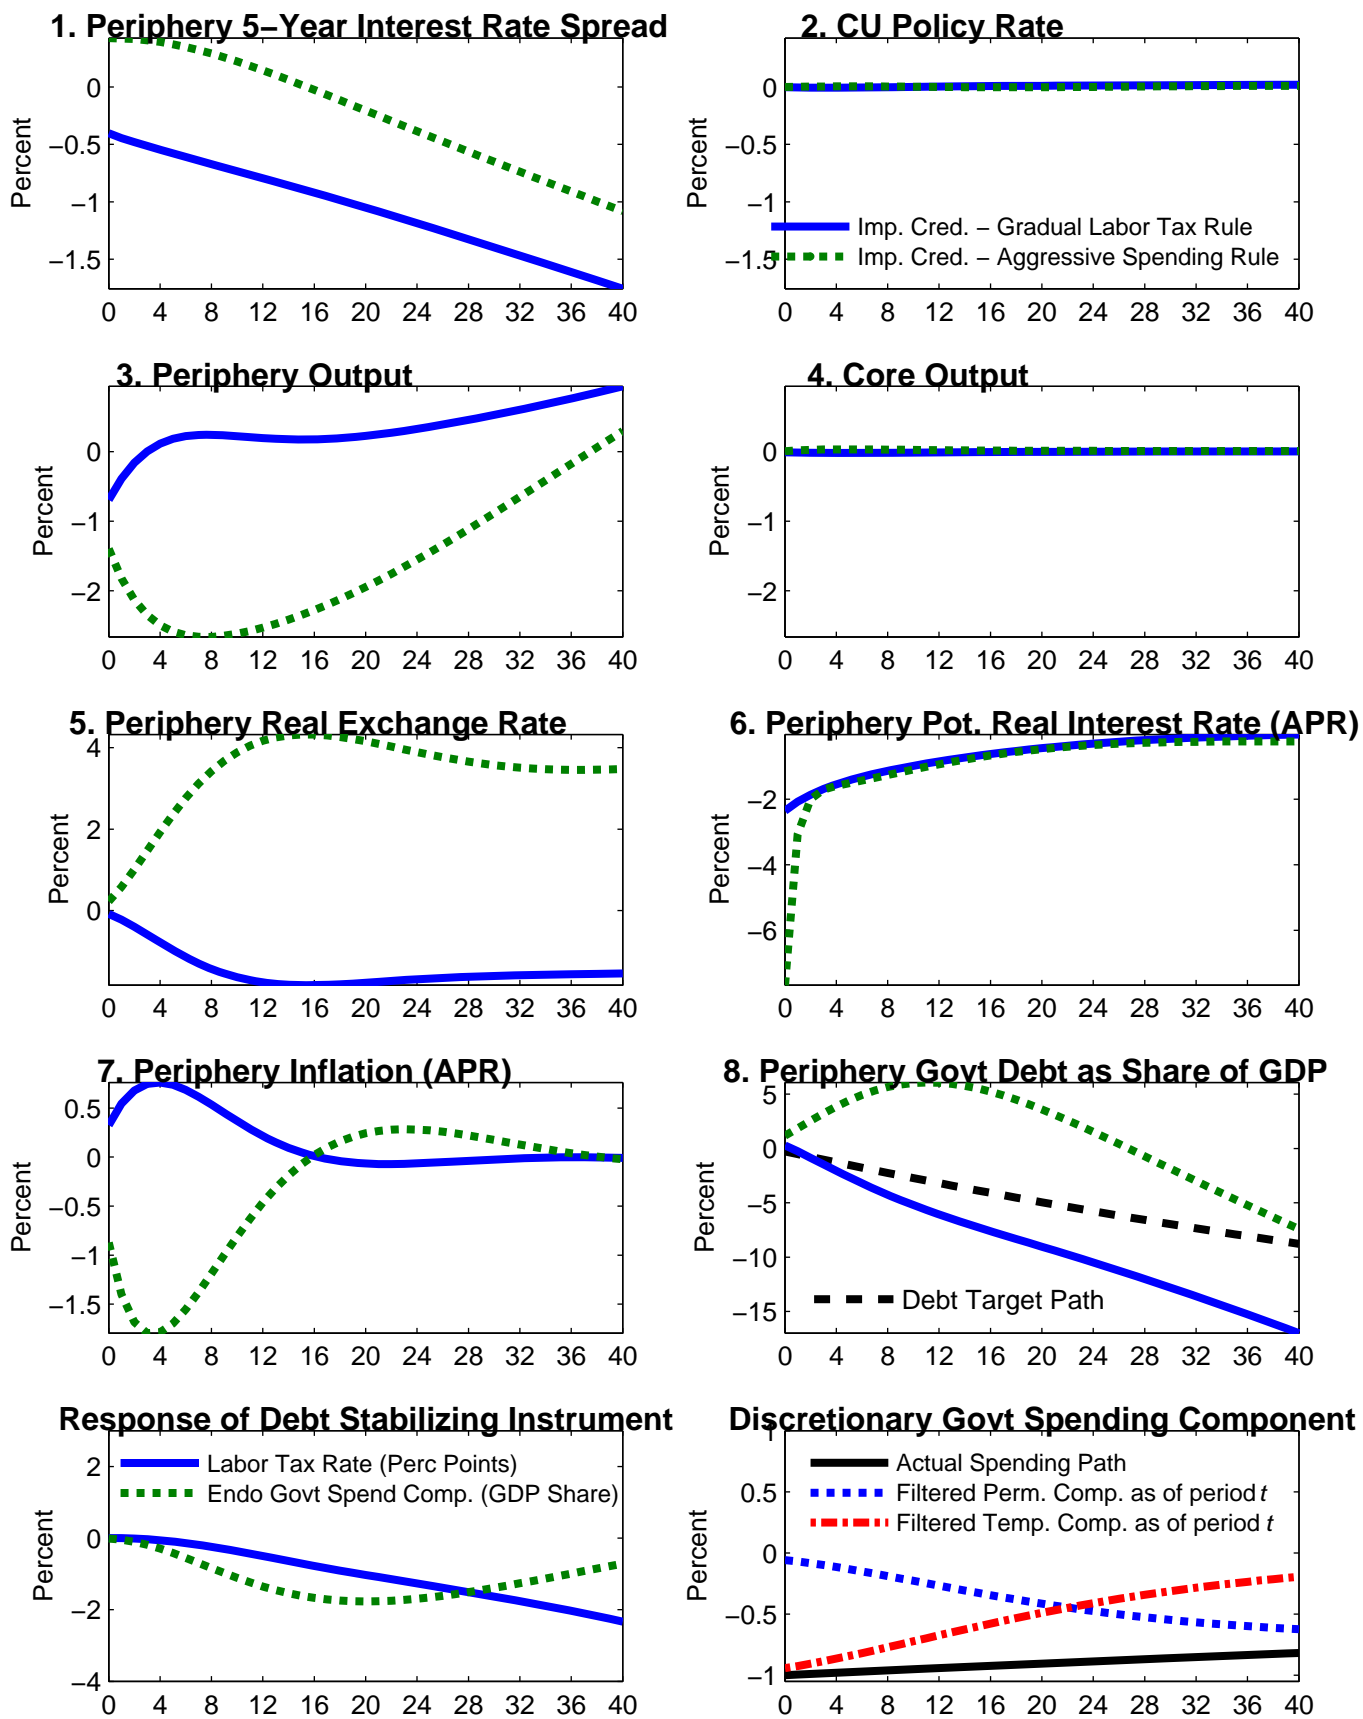 1. Periphery 5−Year Interest Rate Spread
Percent
0
−0.5
−1
−1.5
0 4 8 12 16 20 24 28 32 36 40
2. CU Policy Rate
Percent
0
−0.5
−1
−1.5
Imp. Cred. − Gradual Labor Tax Rule
Imp. Cred. − Aggressive Spending Rule
0 4 8 12 16 20 24 28 32 36 40
3. Periphery Output
Percent
0
−1
−2
0 4 8 12 16 20 24 28 32 36 40
4. Core Output
Percent
0
−1
−2
0 4 8 12 16 20 24 28 32 36 40
5. Periphery Real Exchange Rate
Percent
4
2
0
0 4 8 12 16 20 24 28 32 36 40
6. Periphery Pot. Real Interest Rate (APR)
Percent
−2
−4
−6
0 4 8 12 16 20 24 28 32 36 40
7. Periphery Inflation (APR)
Percent
0.5
0
−0.5
−1
−1.5
0 4 8 12 16 20 24 28 32 36 40
8. Periphery Govt Debt as Share of GDP
Percent
5
0
−5
−10
−15
Debt Target Path
0 4 8 12 16 20 24 28 32 36 40
Response of Debt Stabilizing Instrument
Percent
2
0
−2
−4
Labor Tax Rate (Perc Points)
Endo Govt Spend Comp. (GDP Share)
0 4 8 12 16 20 24 28 32 36 40
Discretionary Govt Spending Component
Percent
1
0.5
0
−0.5
−1
Actual Spending Path
Filtered Perm. Comp. as of period t
Filtered Temp. Comp. as of period t
0 4 8 12 16 20 24 28 32 36 40